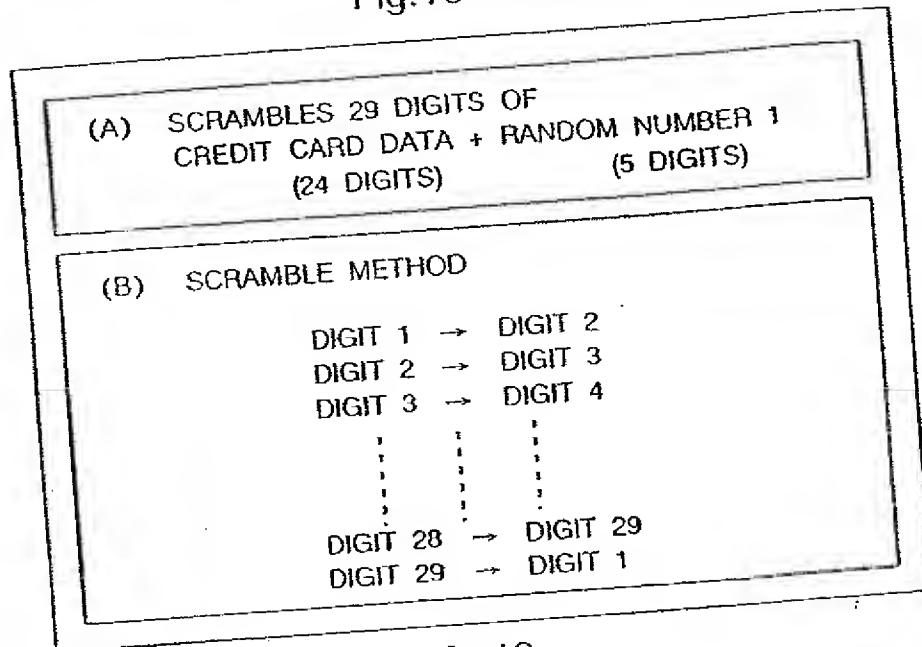 (A) SCRAMBLES 29 DIGITS OF
CREDIT CARD DATA + RANDOM NUMBER 1
(24 DIGITS) (5 DIGITS)
(B) SCRAMBLE METHOD
DIGIT 1 → DIGIT 2
DIGIT 2 → DIGIT 3
DIGIT 3 → DIGIT 4
DIGIT 28 → DIGIT 29
DIGIT 29 → DIGIT 1